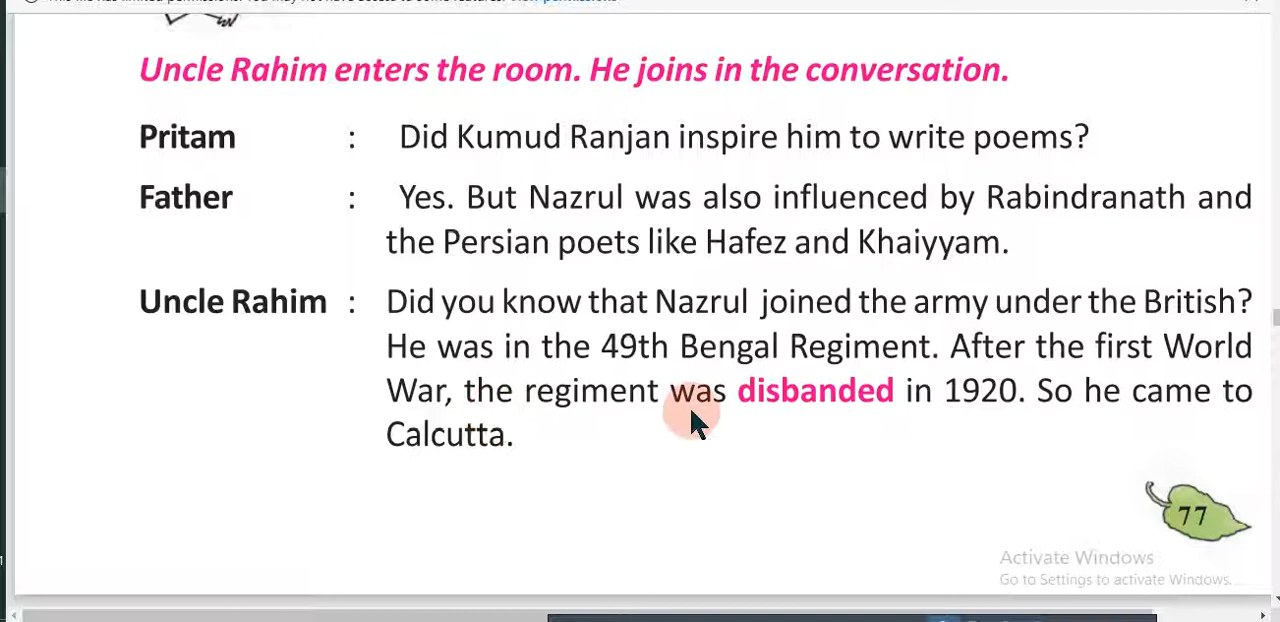 Uncle Rahim enters the room. He joins in the conversation.
Pritam : Did Kumud Ranjan inspire him to write poems?
Father : Yes. But Nazrul was also influenced by Rabindranath and
the Persian poets like Hafez and Khaiyyam.
Uncle Rahim : Did you know that Nazrul joined the army under the British?
He was in the 49th Bengal Regiment. After the first World
War, the regiment was disbanded in 1920. So he came to
Calcutta.
77
Activate Windows
Go to Settings to activate Windows.